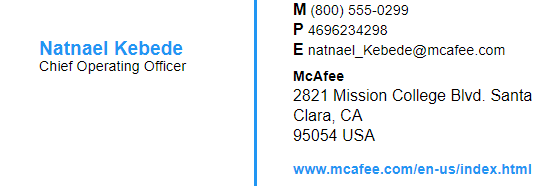 Natnael Kebede
Chief Operating Officer
M (800) 555-0299
P 4696234298
E natnael_Kebede@mcafee.com
McAfee
2821 Mission College Blvd. Santa
Clara, CA
95054 USA
www.mcafee.com/en-us/index.html